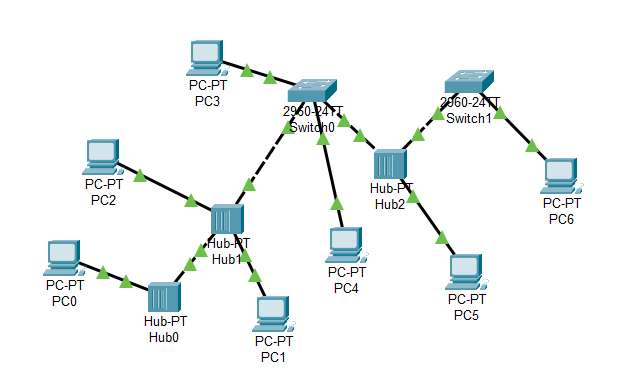 PC-PT
PC3
2960-24TT
Switch0
2960-24TT
Switch1
PC-PT
PC2
Hub-PT
Hub2
PC-PT
PC6
Hub-PT
Hub1
PC-PT
PC0
PC-PT
PC4
PC-PT
PC5
Hub-PT
Hub0
PC-PT
PC1